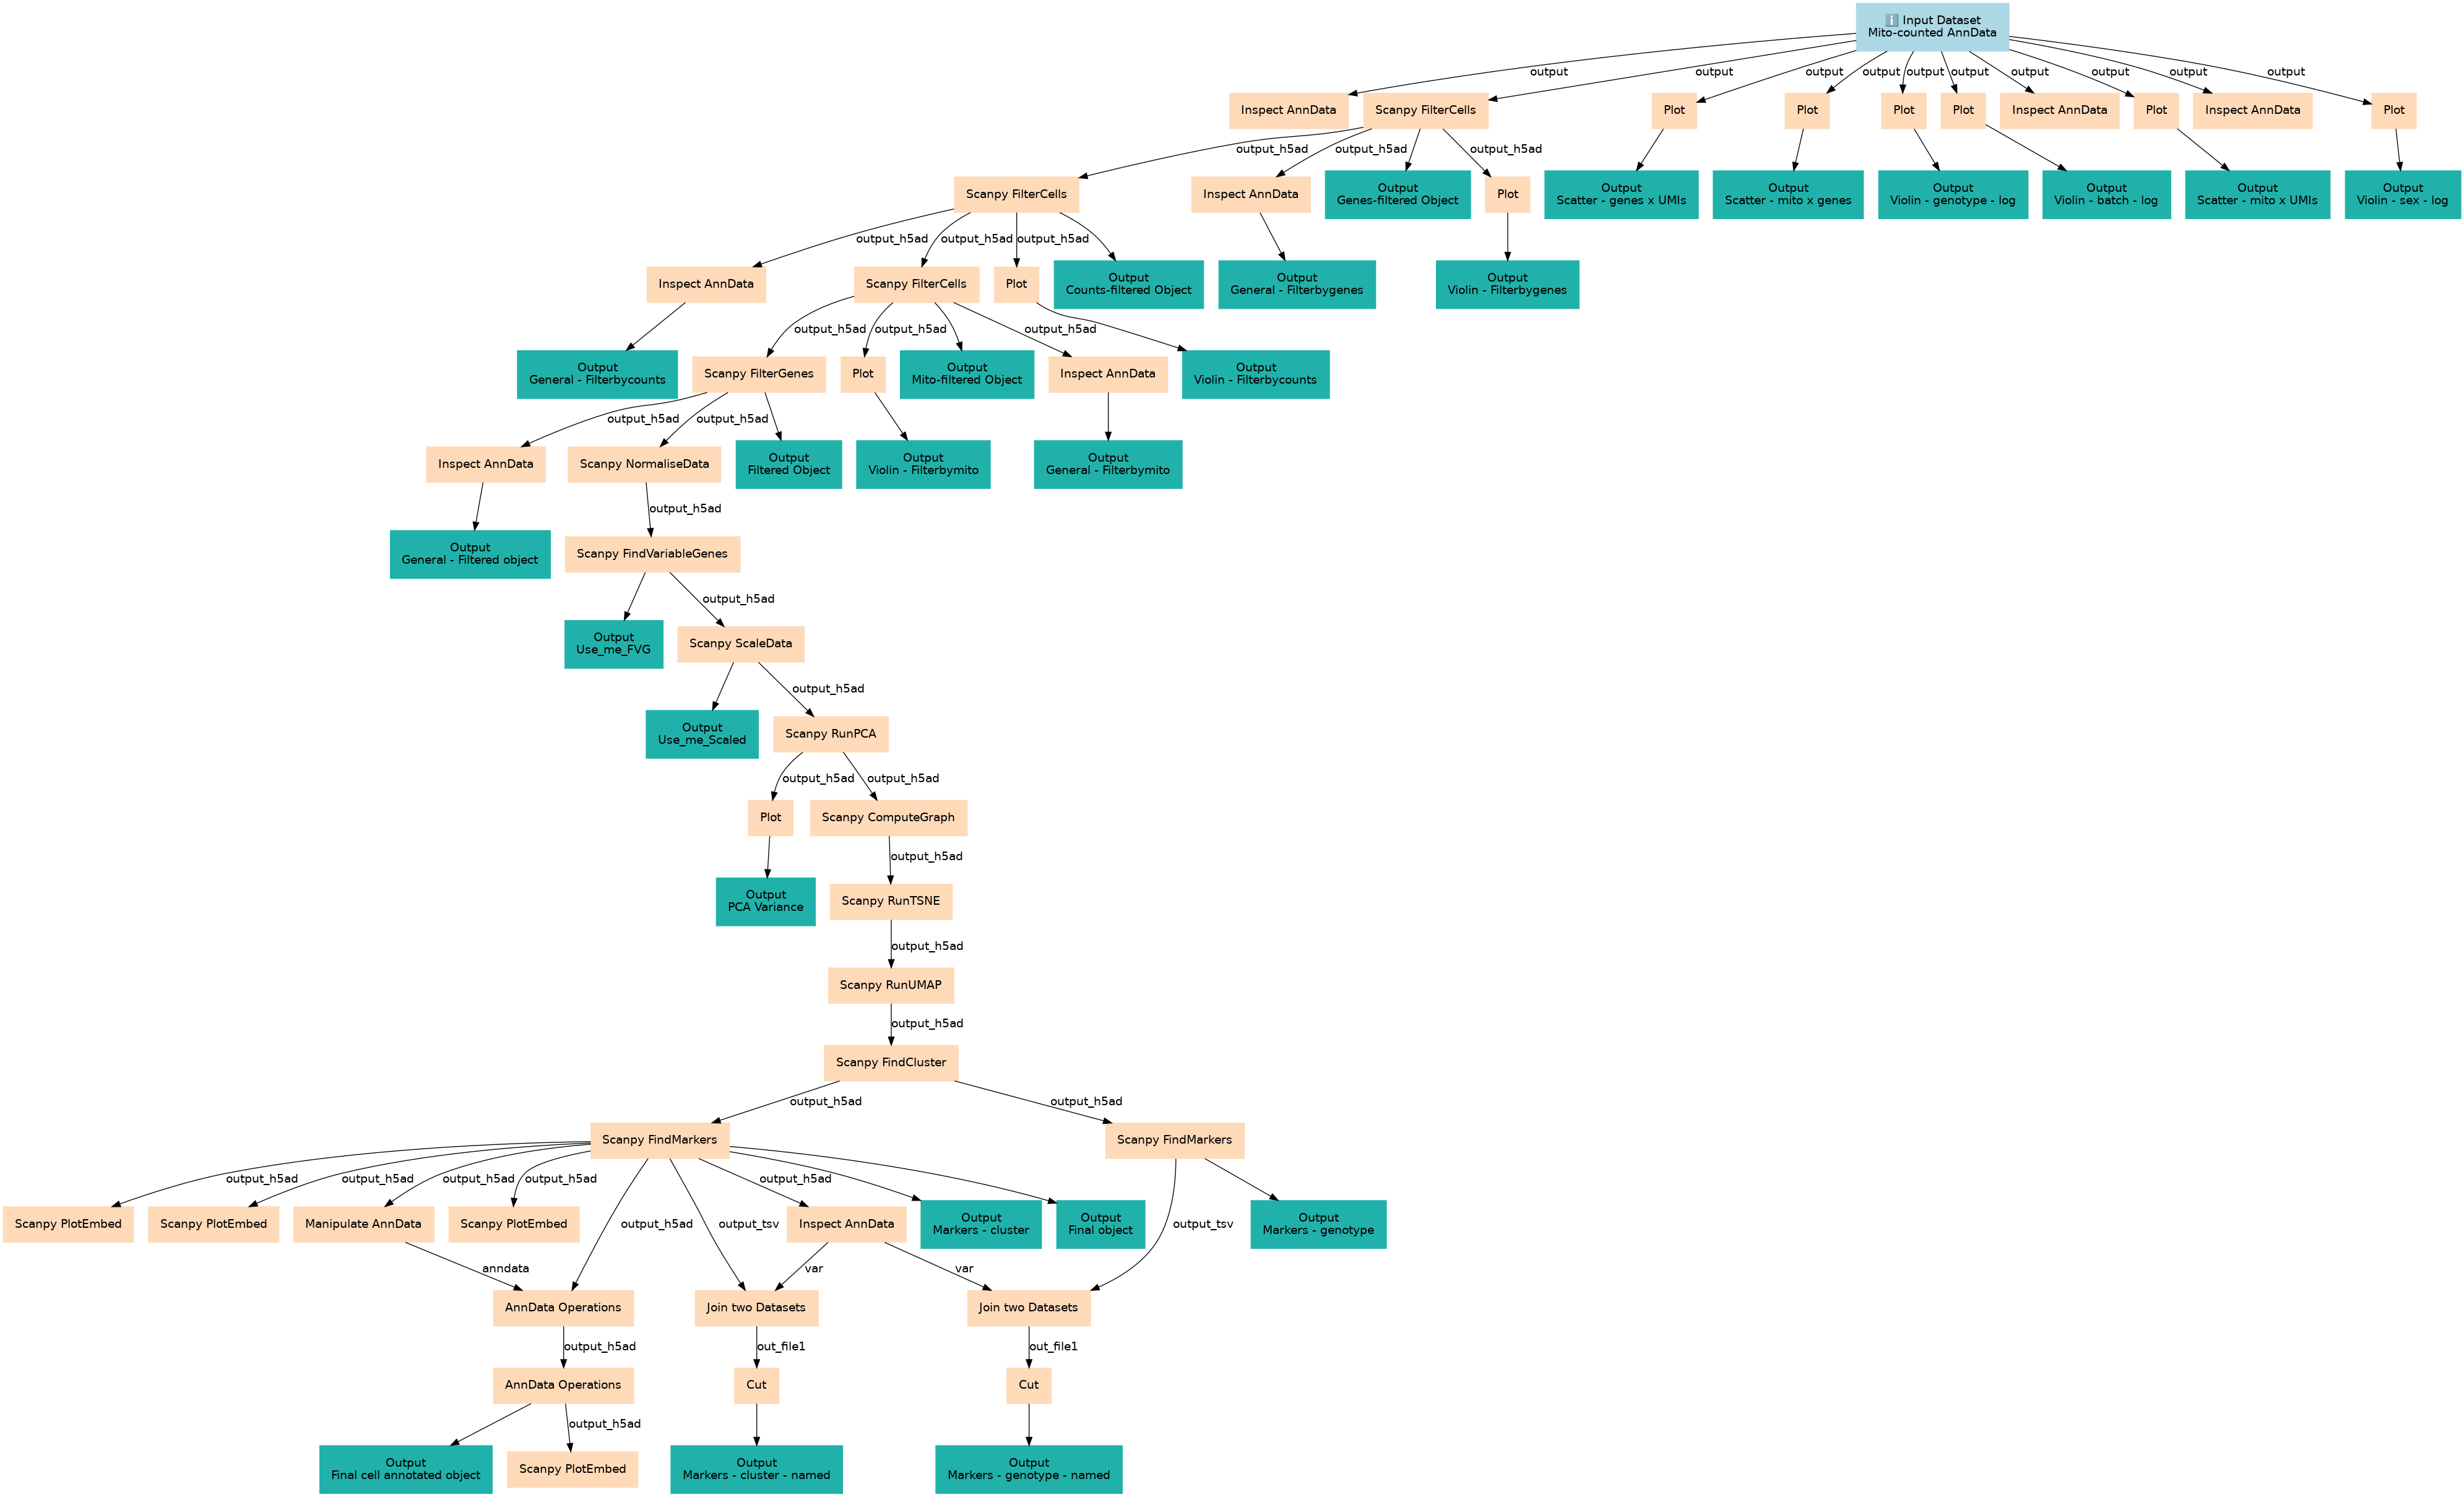 ℹ️ Input Dataset
Mito-counted AnnData
output
output
output
output
output
output
output
output
output
output
Inspect AnnData
Scanpy FilterCells
Plot
Plot
Plot
Plot
Inspect AnnData
Plot
Inspect AnnData
Plot
output_h5ad
output_h5ad
output_h5ad
Scanpy FilterCells
Inspect AnnData
Output
Genes-filtered Object
Plot
Output
Scatter - genes x UMIs
Output
Scatter - mito x genes
Output
Violin - genotype - log
Output
Violin - batch - log
Output
Scatter - mito x UMIs
Output
Violin - sex - log
output_h5ad
output_h5ad
output_h5ad
Inspect AnnData
Scanpy FilterCells
Plot
Output
Counts-filtered Object
Output
General - Filterbygenes
Output
Violin - Filterbygenes
output_h5ad
output_h5ad
output_h5ad
Output
General - Filterbycounts
Scanpy FilterGenes
Plot
Output
Mito-filtered Object
Inspect AnnData
Output
Violin - Filterbycounts
output_h5ad
output_h5ad
Inspect AnnData
Scanpy NormaliseData
Output
Filtered Object
Output
Violin - Filterbymito
Output
General - Filterbymito
output_h5ad
Output
General - Filtered object
Scanpy FindVariableGenes
output_h5ad
Output
Use_me_FVG
Scanpy ScaleData
output_h5ad
Output
Use_me_Scaled
Scanpy RunPCA
output_h5ad
output_h5ad
Plot
Scanpy ComputeGraph
output_h5ad
Output
PCA Variance
Scanpy RunTSNE
output_h5ad
Scanpy RunUMAP
output_h5ad
Scanpy FindCluster
output_h5ad
output_h5ad
Scanpy FindMarkers
Scanpy FindMarkers
output_h5ad
output_h5ad
output_h5ad
output_h5ad
output_h5ad
Scanpy PlotEmbed
Scanpy PlotEmbed
Manipulate AnnData
Scanpy PlotEmbed
output_h5ad
output_tsv
Inspect AnnData
Output
Markers - cluster
Output
Final object
output_tsv
Output
Markers - genotype
anndata
var
var
AnnData Operations
Join two Datasets
Join two Datasets
output_h5ad
out_file1
out_file1
AnnData Operations
Cut
Cut
output_h5ad
Output
Final cell annotated object
Scanpy PlotEmbed
Output
Markers - cluster - named
Output
Markers - genotype - named